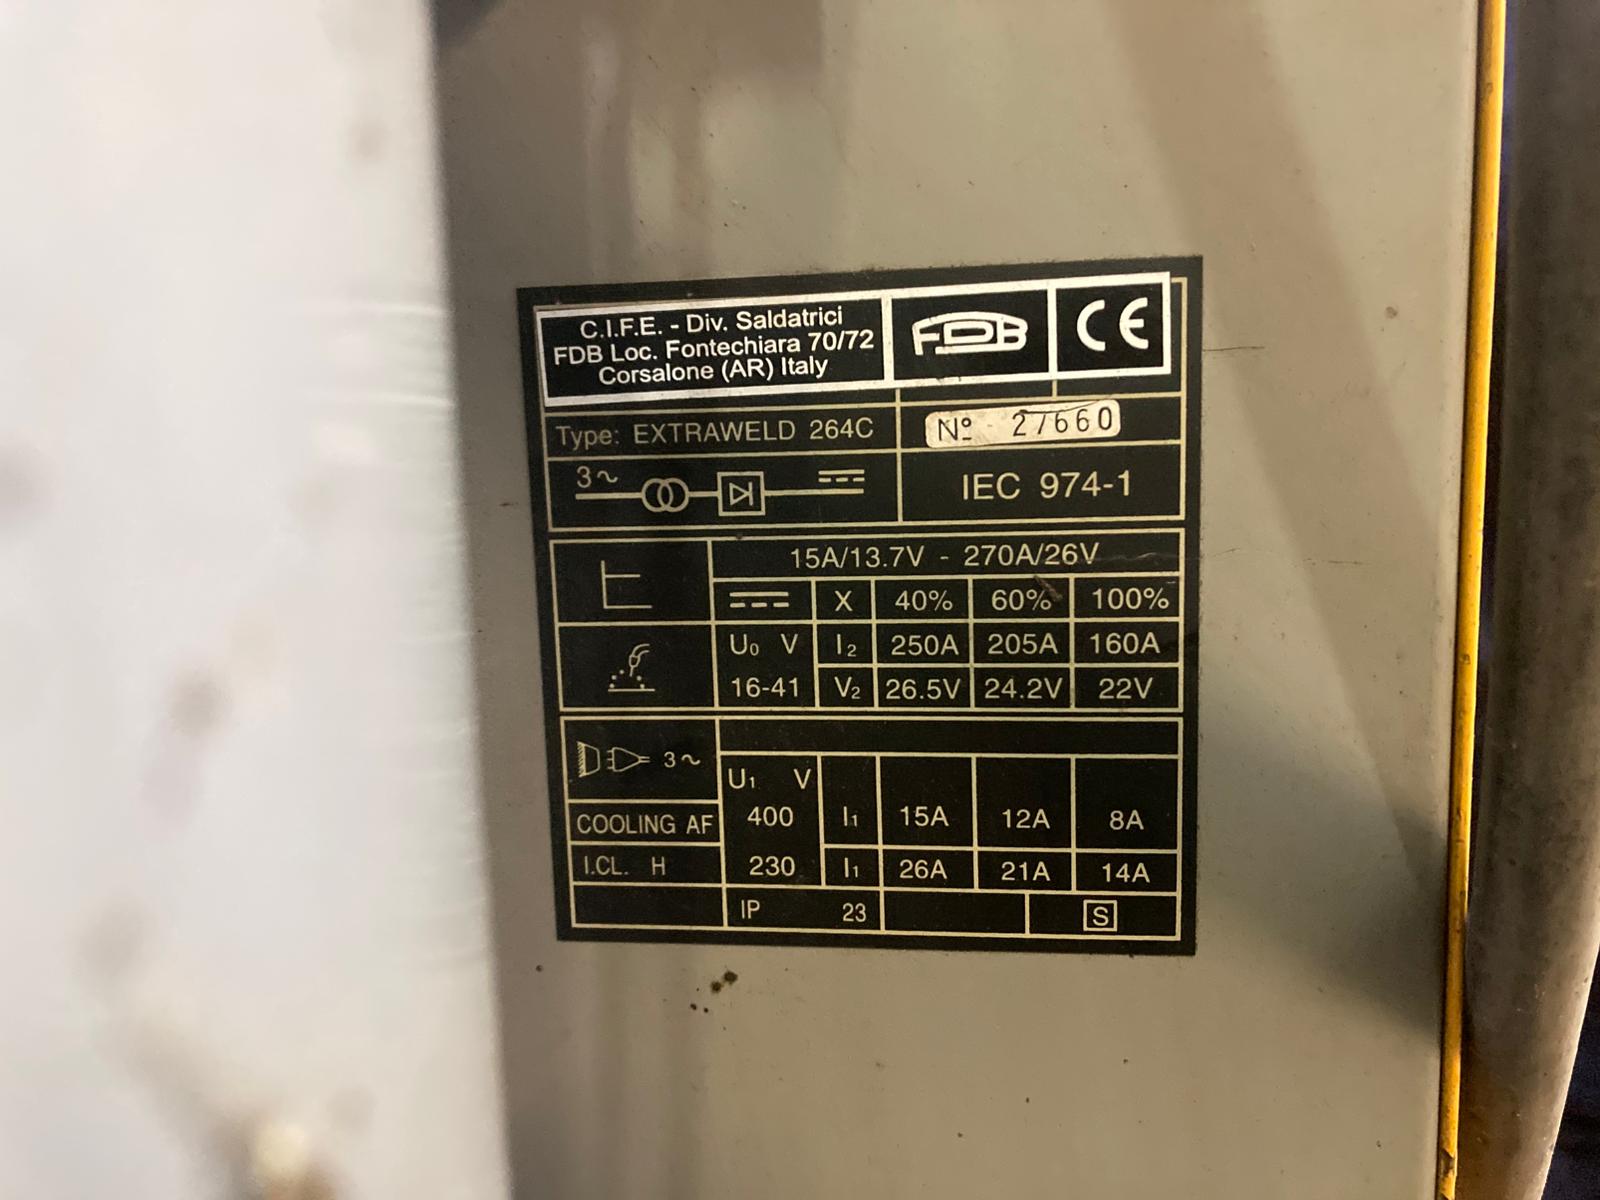 C.I.F.E. - Div. Saldatrici
FDB Loc. Fontechiara 70/72
Corsalone (AR) Italy
FDB
CE
Type: EXTRAWELD 264C
Nº 27660
3~
IEC 974-1
15A/13.7V - 270A/26V
X 40% 60% 100%
U₀ V I₂ 250A 205A 160A
16-41 V₂ 26.5V 24.2V 22V
3~
U₁ V
COOLING AF 400 I₁ 15A 12A 8A
I.CL. H 230 I₁ 26A 21A 14A
IP 23 S